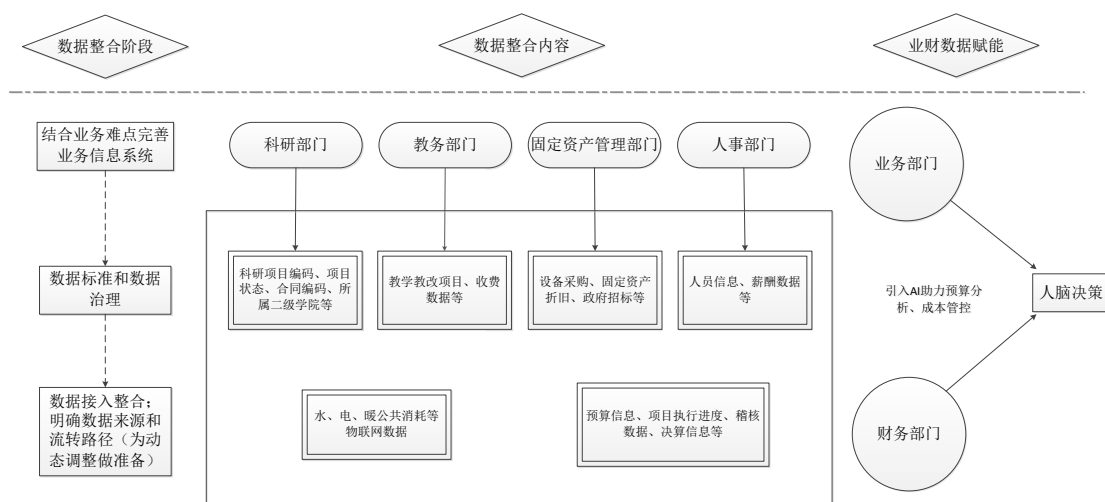 数据整合阶段
数据整合内容
业财数据赋能
结合业务难点完善
业务信息系统
科研部门
教务部门
固定资产管理部门
人事部门
业务部门
数据标准和数据
治理
科研项目编码、项目
状态、合同编码、所
属二级学院等
教学教改项目、收费
数据等
设备采购、固定资产
折旧、政府招标等
人员信息、薪酬数据
等
引入AI助力预算分
析、成本管控
人脑决策
数据接入整合；
明确数据来源和
流转路径（为动
态调整做准备）
水、电、暖公共消耗等
物联网数据
预算信息、项目执行进度、稽核
数据、决算信息等
财务部门